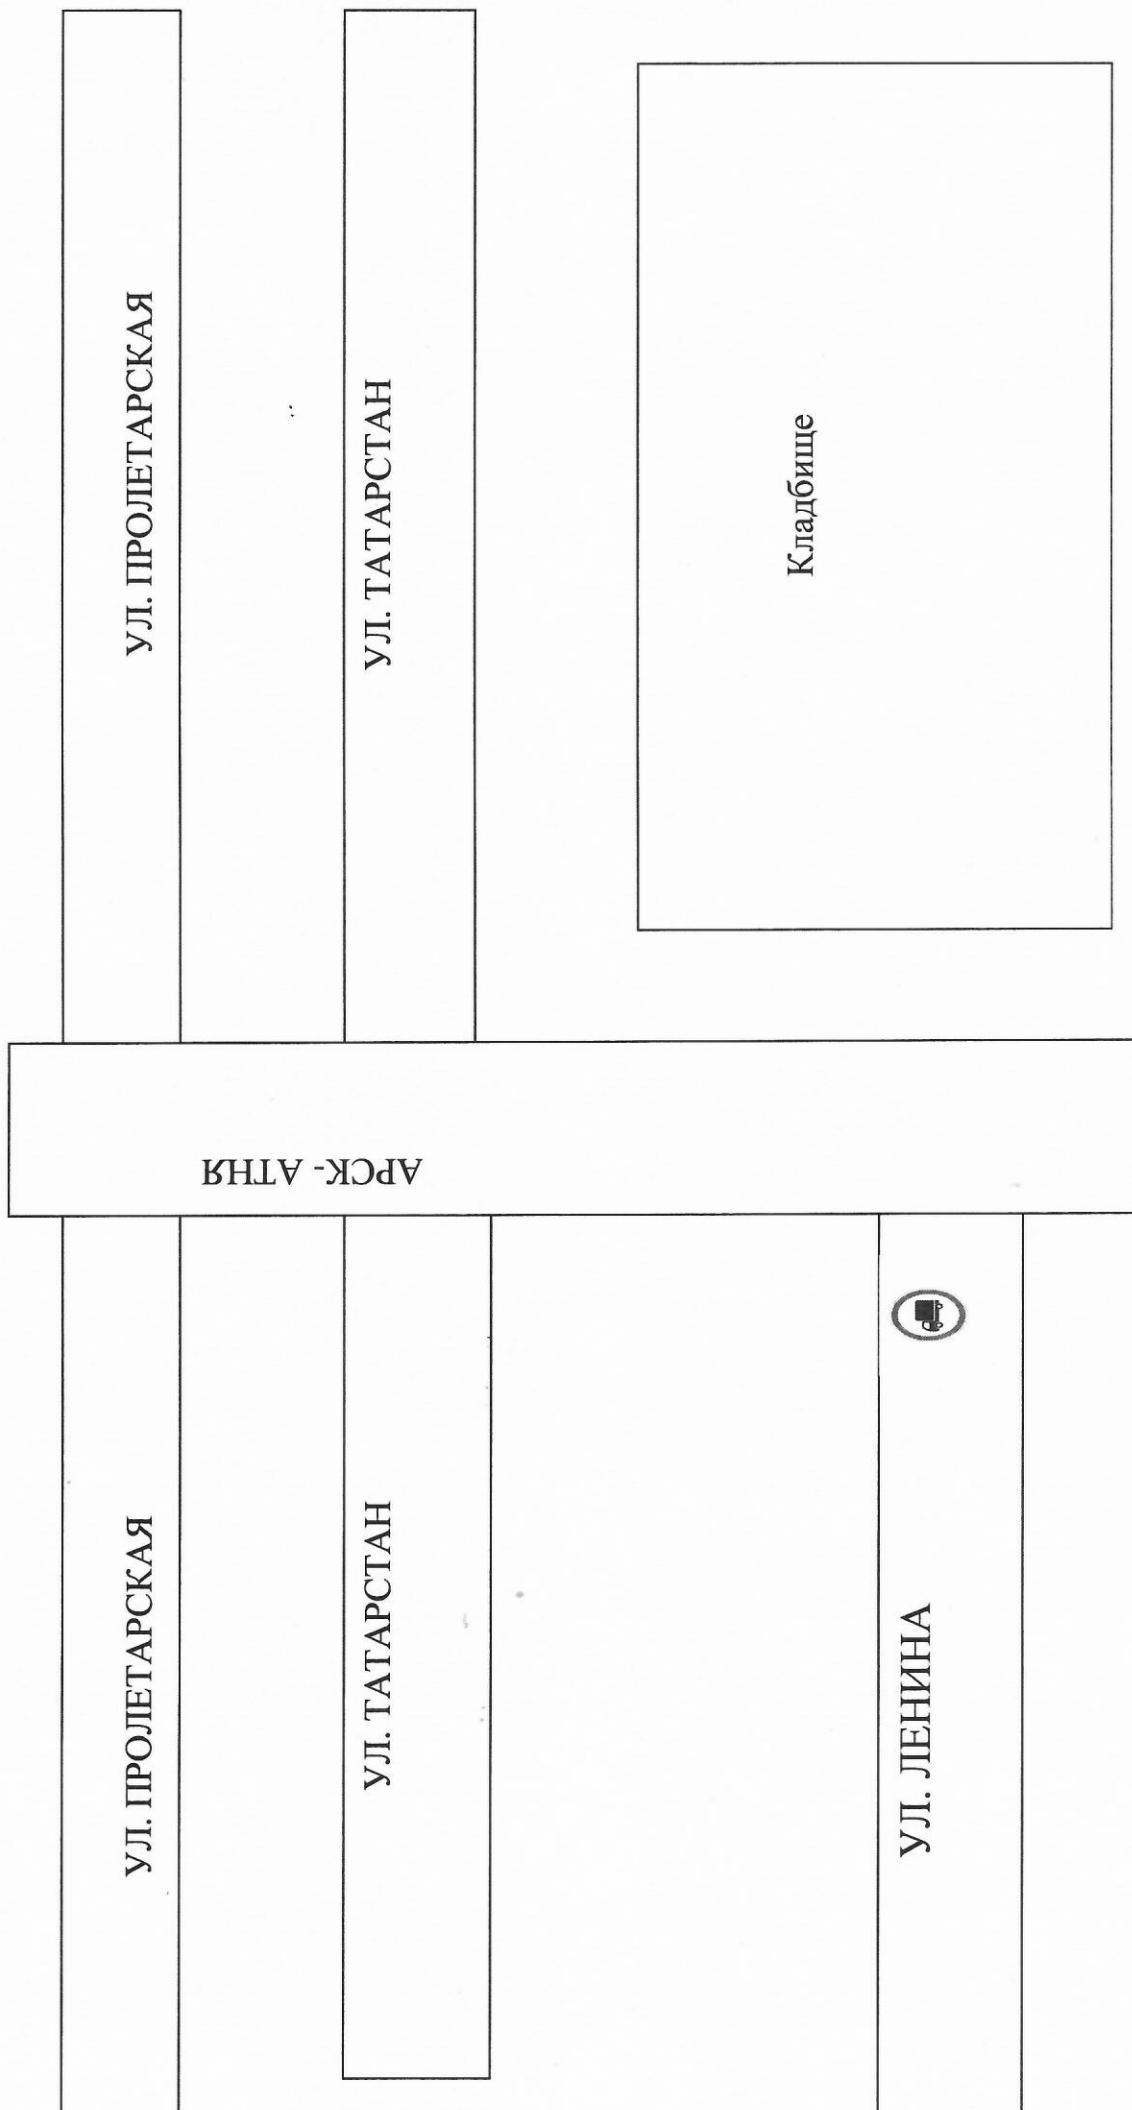 УЛ. ПРОЛЕТАРСКАЯ
УЛ. ТАТАРСТАН
Кладбище
АРСК- АТНЯ
УЛ. ПРОЛЕТАРСКАЯ
УЛ. ТАТАРСТАН
УЛ. ЛЕНИНА